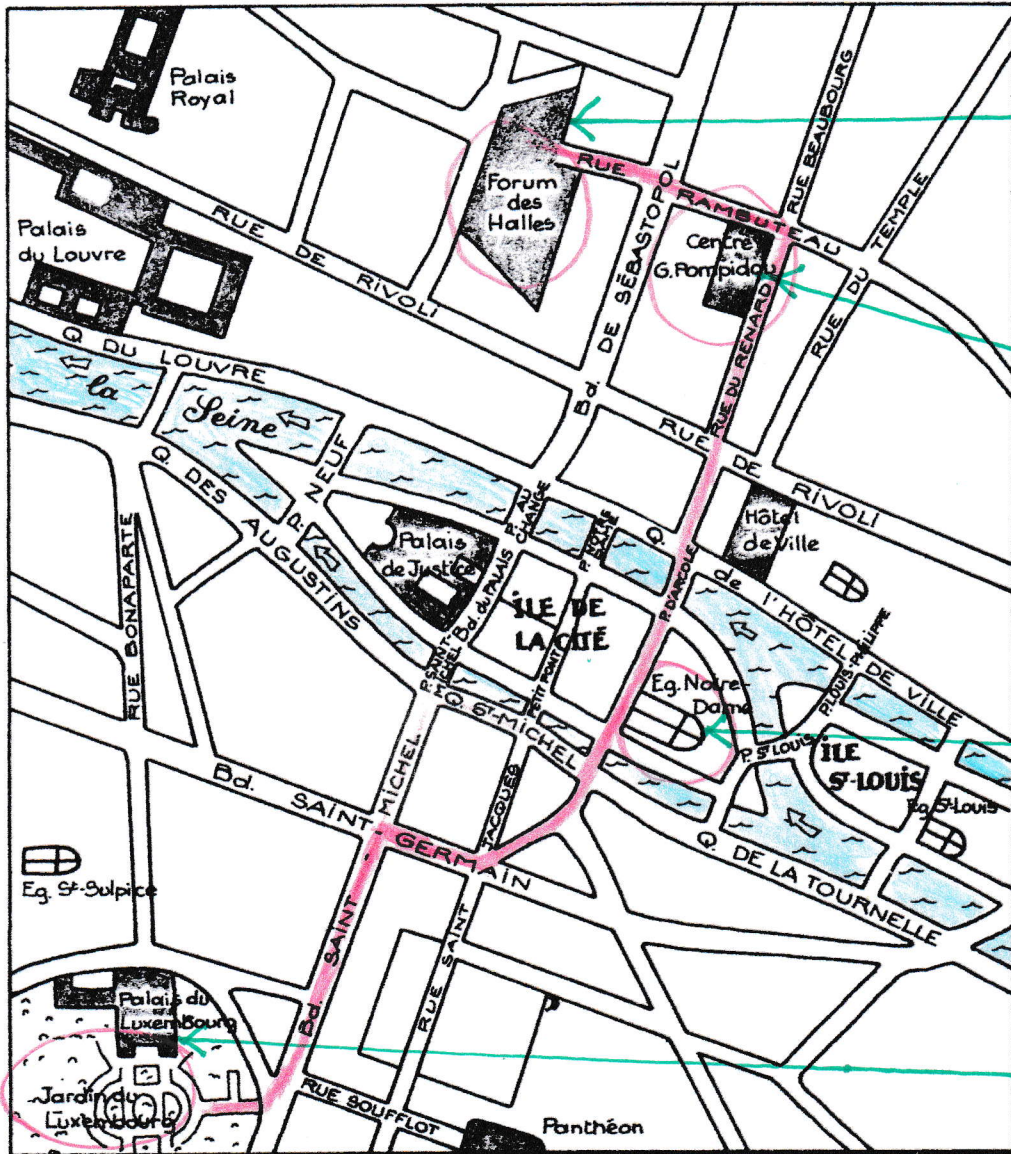 Palais
Royal
RUE BEAUBOURG
RUE RAMBUTEAU
Forum
des
Halles
Centre
G. Pompidou
TEMPLE
RUE DU
Palais
du Louvre
RUE DE RIVOLI
Bd. DE SÉBASTOPOL
RUE DU RENARD
Q. DU LOUVRE
la
Seine
RUE DE RIVOLI
Q. DES AUGUSTINS
P. NEUF
P. AU
CHANGE
P. NOTRE
DAME
Hôtel
de Ville
Palais
de Justice
Bd. du PALAIS
P. D'ARCOLE
Q. de l'HÔTEL DE VILLE
ÎLE DE
LA CITÉ
RUE BONAPARTE
P. SAINT-
MICHEL
PETIT PONT
P. LOUIS-PHILIPPE
Eg. Notre-
Dame
Q. St-MICHEL
P. St LOUIS
ÎLE
St-LOUIS
Eg. St-Louis
Bd. SAINT-GERMAIN
Bd. SAINT-MICHEL
RUE SAINT JACQUES
Q. DE LA TOURNELLE
Eg. St-Sulpice
Palais du
Luxembourg
Jardin du
Luxembourg
RUE SOUFFLOT
Panthéon